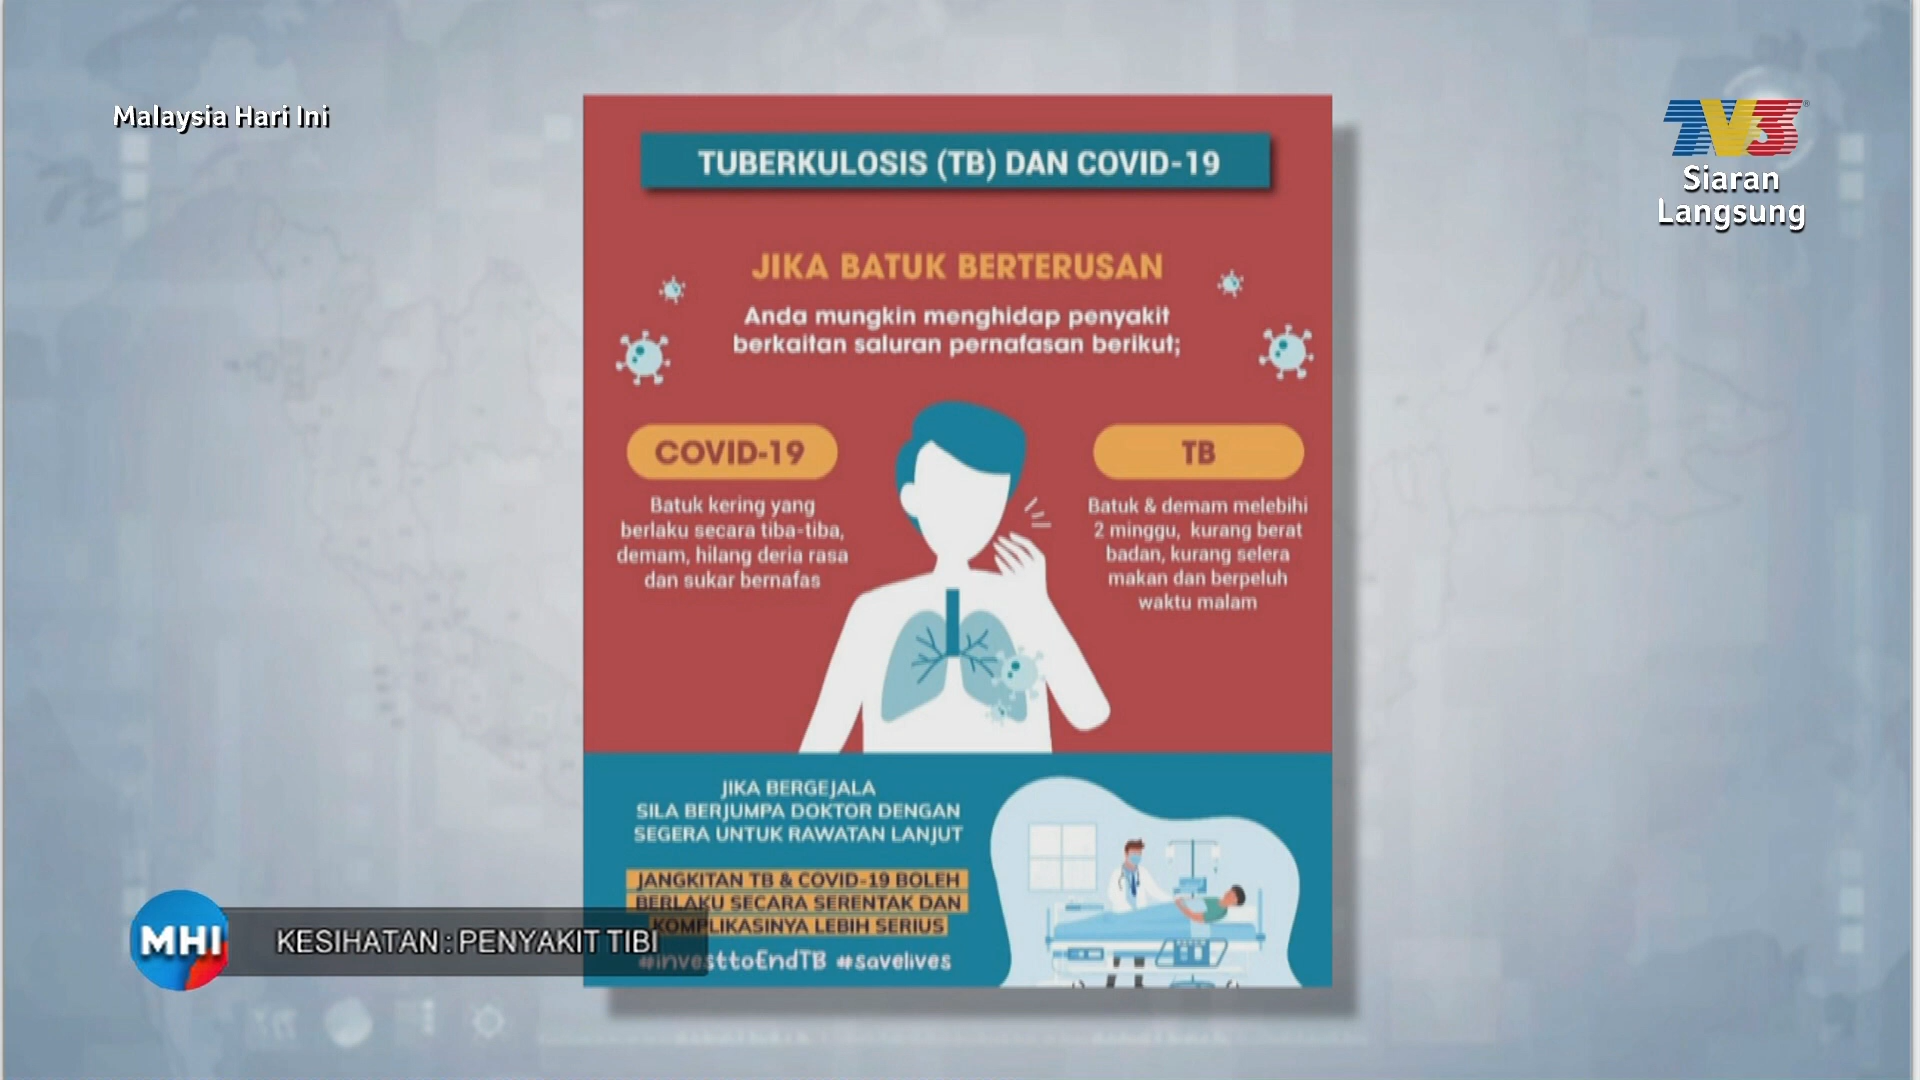 Malaysia Hari Ini
TV3
Siaran
Langsung
TUBERKULOSIS (TB) DAN COVID-19
JIKA BATUK BERTERUSAN
Anda mungkin menghidap penyakit
berkaitan saluran pernafasan berikut;
COVID-19
Batuk kering yang
berlaku secara tiba-tiba,
demam, hilang deria rasa
dan sukar bernafas
TB
Batuk & demam melebihi
2 minggu, kurang berat
badan, kurang selera
makan dan berpeluh
waktu malam
JIKA BERGEJALA
SILA BERJUMPA DOKTOR DENGAN
SEGERA UNTUK RAWATAN LANJUT
JANGKITAN TB & COVID-19 BOLEH
BERLAKU SECARA SERENTAK DAN
KOMPLIKASINYA LEBIH SERIUS
#InvesttoEndTB #savelives
MHI
KESIHATAN : PENYAKIT TIBI